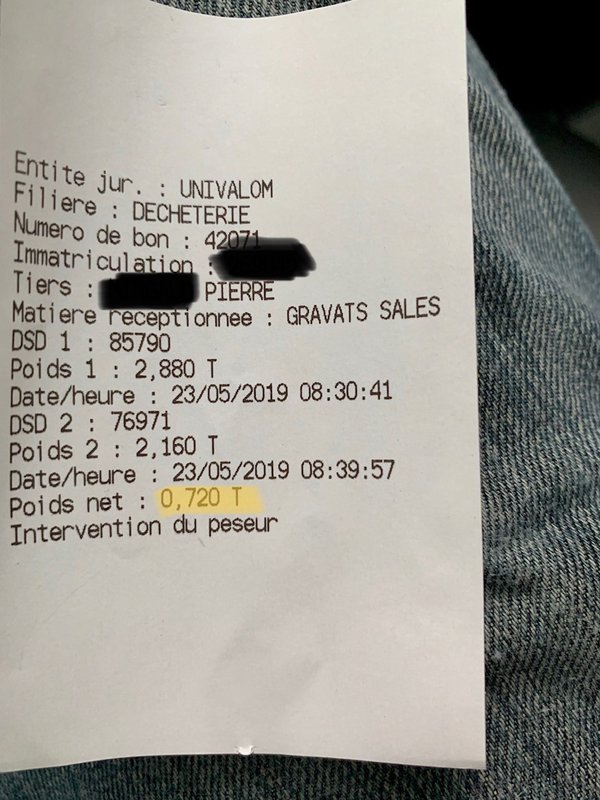 Entite jur. : UNIVALOM
Filiere : DECHETERIE
Numero de bon : 42071
Immatriculation :
Tiers : PIERRE
Matiere receptionnee : GRAVATS SALES
DSD 1 : 85790
Poids 1 : 2,880 T
Date/heure : 23/05/2019 08:30:41
DSD 2 : 76971
Poids 2 : 2,160 T
Date/heure : 23/05/2019 08:39:57
Poids net : 0,720 T
Intervention du peseur